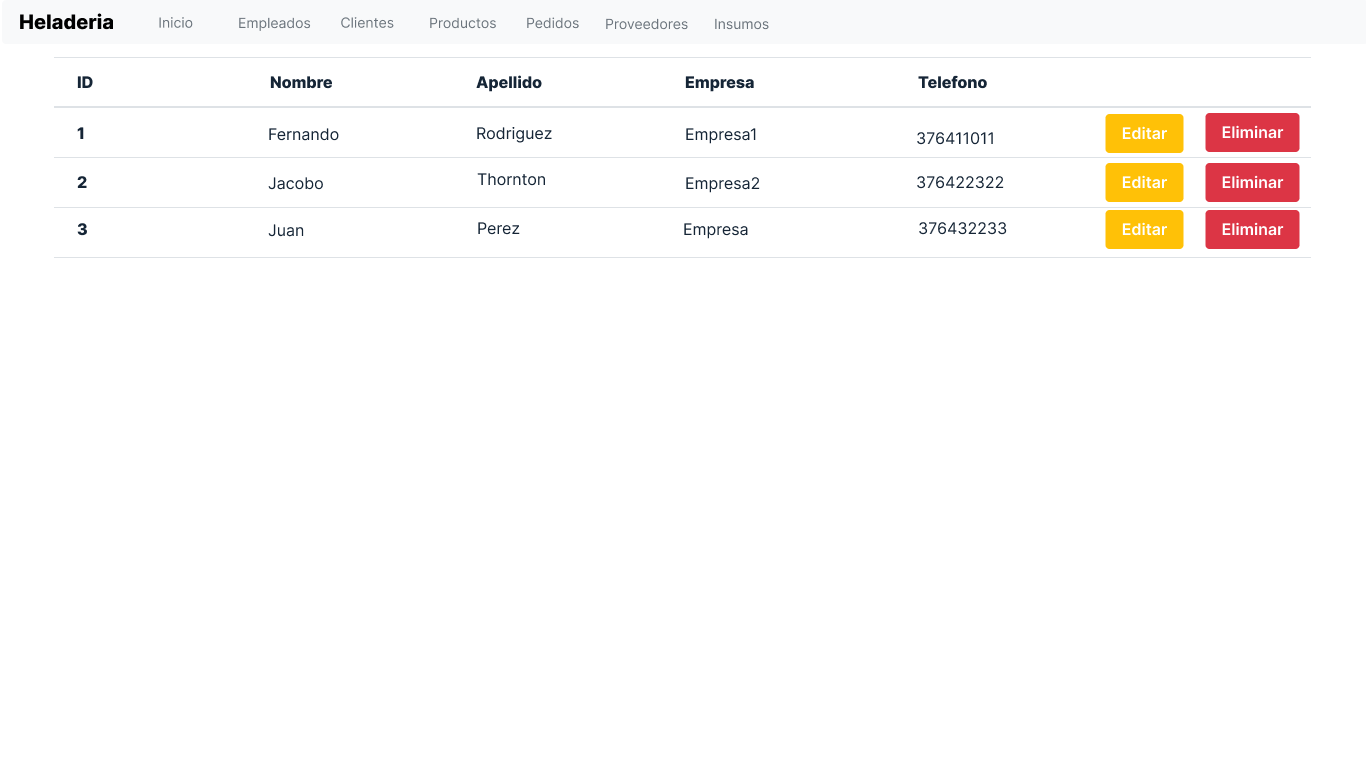 Heladeria Inicio Empleados Clientes Productos Pedidos Proveedores Insumos
ID Nombre Apellido Empresa Telefono
1 Fernando Rodriguez Empresa1 376411011 Editar Eliminar
2 Jacobo Thornton Empresa2 376422322 Editar Eliminar
3 Juan Perez Empresa 376432233 Editar Eliminar